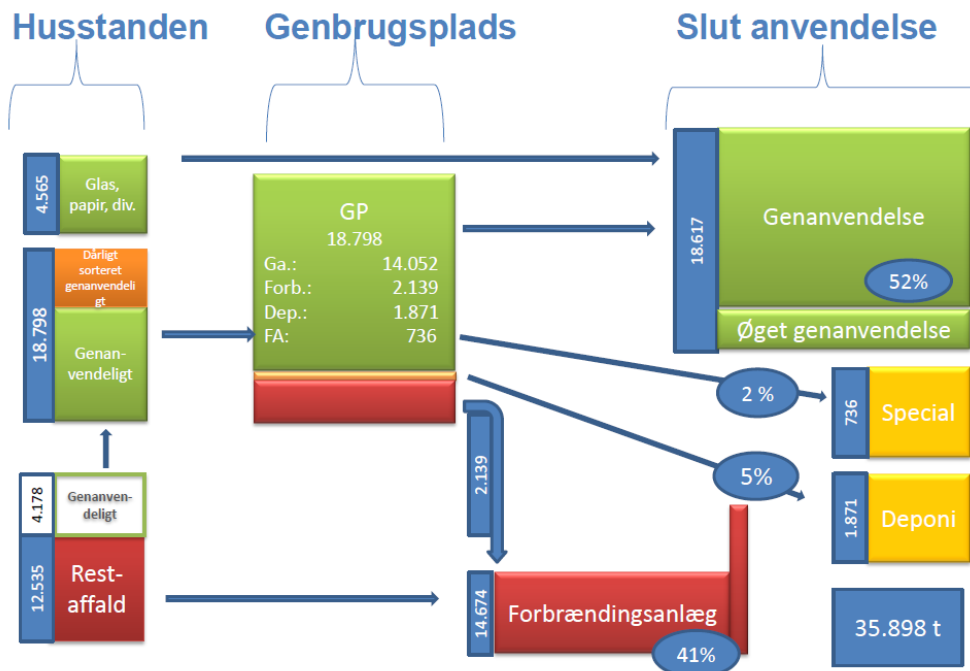 Husstanden
Genbrugsplads
Slut anvendelse
4.565
Glas,
papir, div.
18.798
Dårligt
sorteret
genanvendeli
gt
Genan-
vendeligt
4.178
Genanven-
deligt
12.535
Rest-
affald
GP
18.798
Ga.: 14.052
Forb.: 2.139
Dep.: 1.871
FA: 736
2.139
18.617
Genanvendelse
52%
Øget genanvendelse
2 %
736
Special
5%
1.871
Deponi
14.674
Forbrændingsanlæg
41%
35.898 t